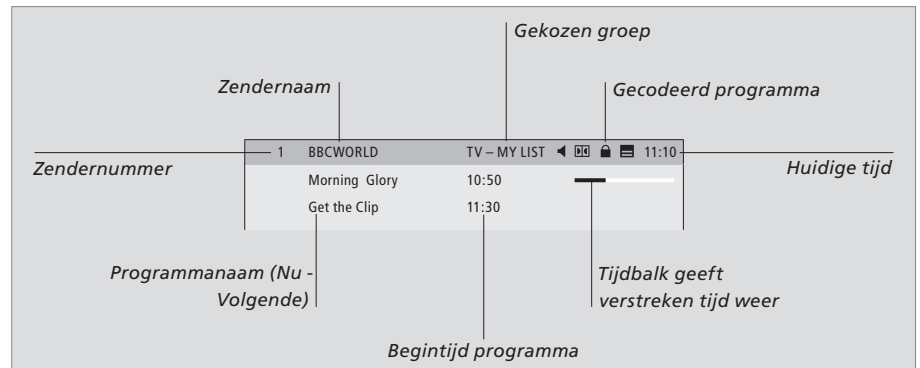 Gekozen groep
Zendernaam
Gecodeerd programma
Zendernummer
1 BBCWORLD TV – MY LIST 11:10
Huidige tijd
Morning Glory 10:50
Get the Clip 11:30
Programmanaam (Nu -
Volgende)
Tijdbalk geeft
verstreken tijd weer
Begintijd programma